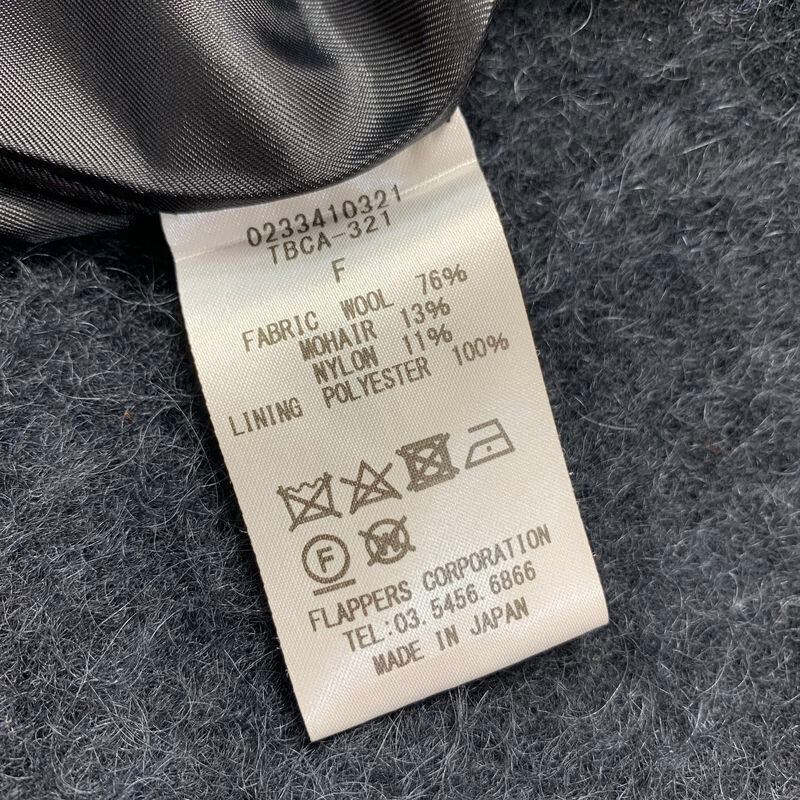 0233410321
TBCA-321
F
FABRIC WOOL 76%
MOHAIR 13%
NYLON 11%
LINING POLYESTER 100%
F W
FLAPPERS CORPORATION
TEL:03.5456.6866
MADE IN JAPAN